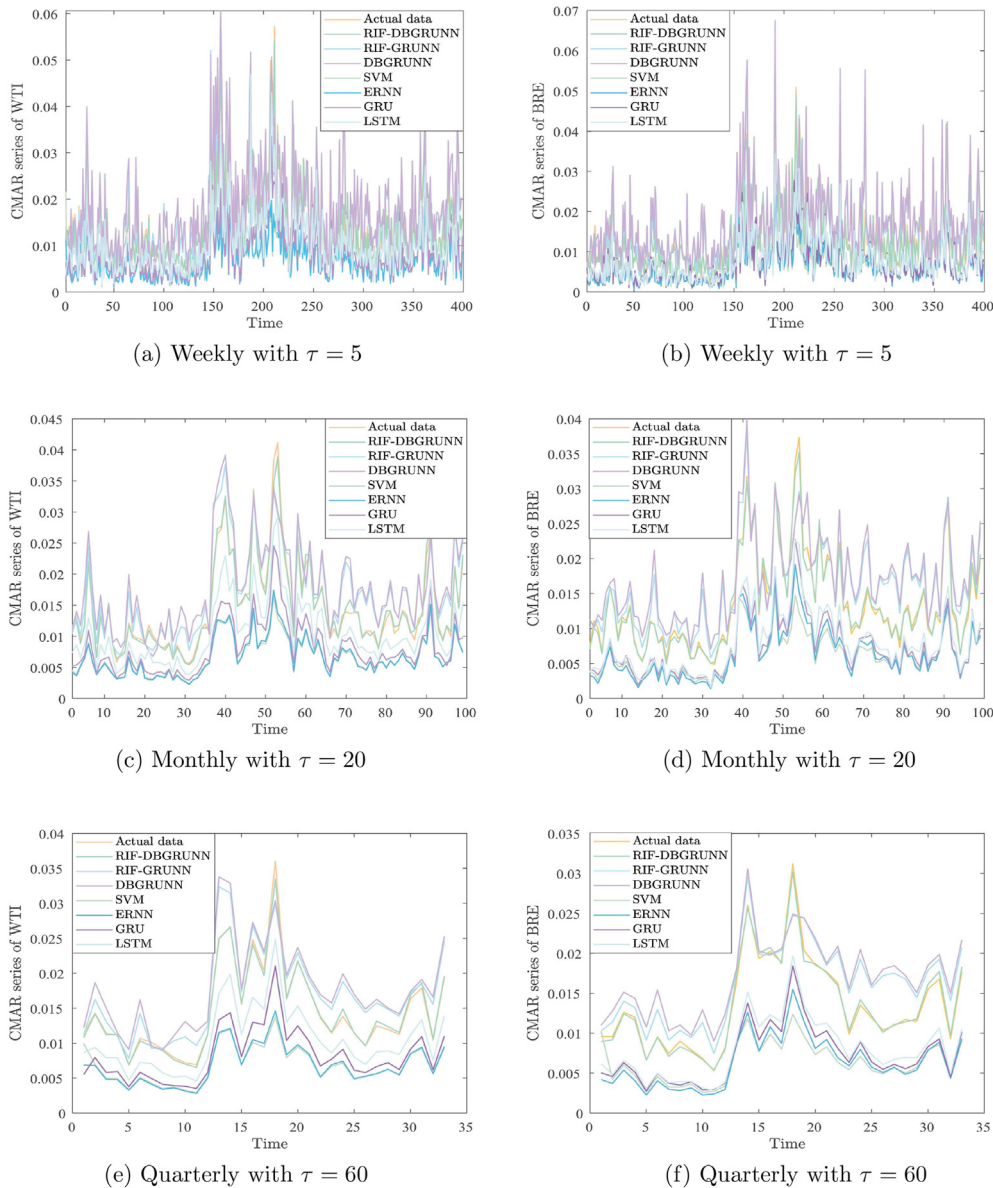 0.06
0.05
0.04
0.03
0.02
0.01
0
CMAR series of WTI
Actual data
RIF-DBGRUNN
RIF-GRUNN
DBGRUNN
SVM
ERNN
GRU
LSTM
0 50 100 150 200 250 300 350 400
Time
(a) Weekly with τ = 5
0.07
0.06
0.05
0.04
0.03
0.02
0.01
0
CMAR series of BRE
Actual data
RIF-DBGRUNN
RIF-GRUNN
DBGRUNN
SVM
ERNN
GRU
LSTM
0 50 100 150 200 250 300 350 400
Time
(b) Weekly with τ = 5
0.045
0.04
0.035
0.03
0.025
0.02
0.015
0.01
0.005
0
CMAR series of WTI
Actual data
RIF-DBGRUNN
RIF-GRUNN
DBGRUNN
SVM
ERNN
GRU
LSTM
0 10 20 30 40 50 60 70 80 90 100
Time
(c) Monthly with τ = 20
0.04
0.035
0.03
0.025
0.02
0.015
0.01
0.005
0
CMAR series of BRE
Actual data
RIF-DBGRUNN
RIF-GRUNN
DBGRUNN
SVM
ERNN
GRU
LSTM
0 10 20 30 40 50 60 70 80 90 100
Time
(d) Monthly with τ = 20
0.04
0.035
0.03
0.025
0.02
0.015
0.01
0.005
0
CMAR series of WTI
Actual data
RIF-DBGRUNN
RIF-GRUNN
DBGRUNN
SVM
ERNN
GRU
LSTM
0 5 10 15 20 25 30 35
Time
(e) Quarterly with τ = 60
0.035
0.03
0.025
0.02
0.015
0.01
0.005
0
CMAR series of BRE
Actual data
RIF-DBGRUNN
RIF-GRUNN
DBGRUNN
SVM
ERNN
GRU
LSTM
0 5 10 15 20 25 30 35
Time
(f) Quarterly with τ = 60